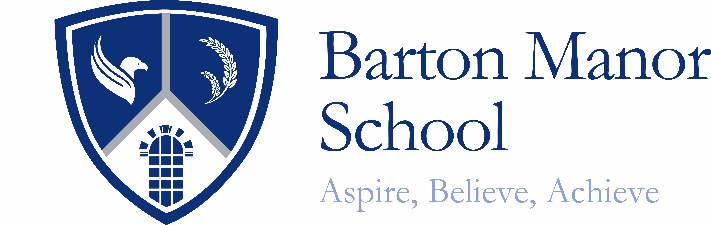 Barton Manor
School
Aspire, Believe, Achieve